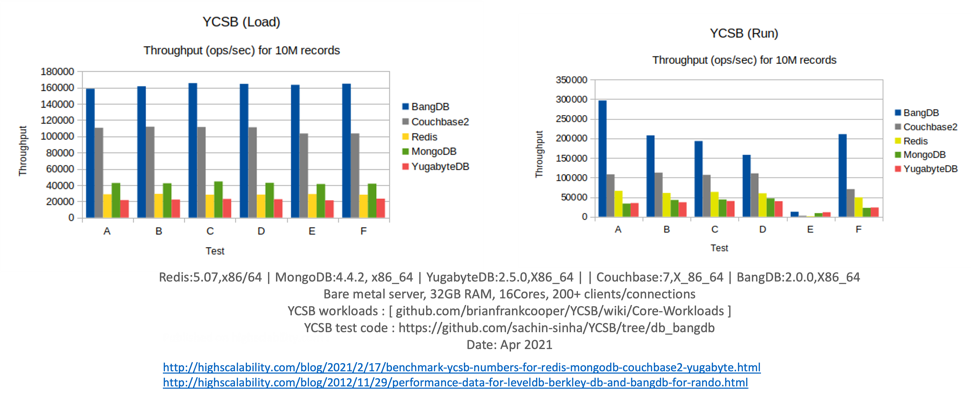 YCSB (Load)
Throughput (ops/sec) for 10M records
180000
160000
140000
120000
100000
80000
60000
40000
20000
0
Throughput
A B C D E F
Test
BangDB
Couchbase2
Redis
MongoDB
YugabyteDB
YCSB (Run)
Throughput (ops/sec) for 10M records
350000
300000
250000
200000
150000
100000
50000
0
Throughput
A B C D E F
Test
BangDB
Couchbase2
Redis
MongoDB
YugabyteDB
Redis:5.07,x86/64 | MongoDB:4.4.2, x86_64 | YugabyteDB:2.5.0,X86_64 | | Couchbase:7,X_86_64 | BangDB:2.0.0,X86_64
Bare metal server, 32GB RAM, 16Cores, 200+ clients/connections
YCSB workloads : [ github.com/brianfrankcooper/YCSB/wiki/Core-Workloads ]
YCSB test code : https://github.com/sachin-sinha/YCSB/tree/db_bangdb
Date: Apr 2021
http://highscalability.com/blog/2021/2/17/benchmark-ycsb-numbers-for-redis-mongodb-couchbase2-yugabyte.html
http://highscalability.com/blog/2012/11/29/performance-data-for-leveldb-berkley-db-and-bangdb-for-rando.html